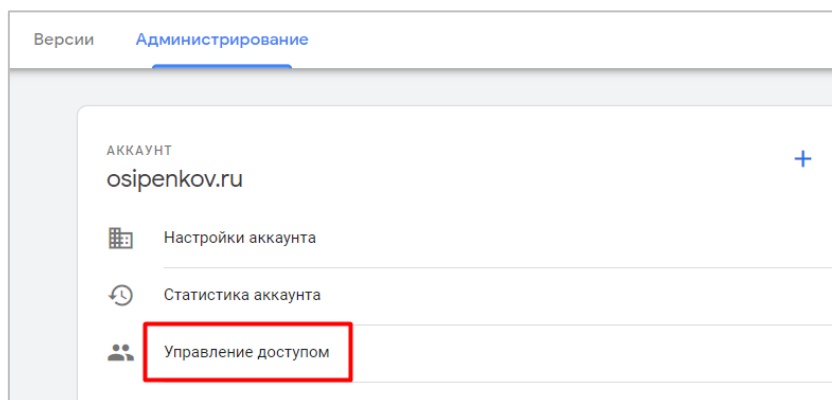 Версии Администрирование
АККАУНТ
osipenkov.ru
Настройки аккаунта
Статистика аккаунта
Управление доступом